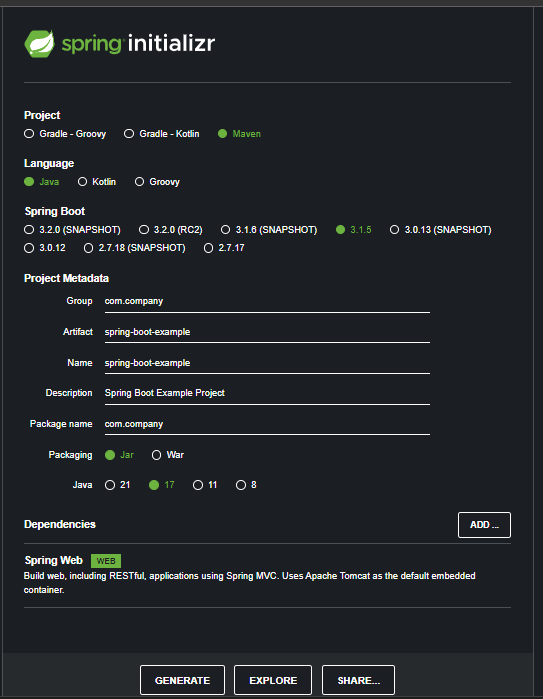 spring initializr
Project
Gradle - Groovy Gradle - Kotlin Maven
Language
Java Kotlin Groovy
Spring Boot
3.2.0 (SNAPSHOT) 3.2.0 (RC2) 3.1.6 (SNAPSHOT) 3.1.5 3.0.13 (SNAPSHOT)
3.0.12 2.7.18 (SNAPSHOT) 2.7.17
Project Metadata
Group com.company
Artifact spring-boot-example
Name spring-boot-example
Description Spring Boot Example Project
Package name com.company
Packaging Jar War
Java 21 17 11 8
Dependencies ADD ...
Spring Web WEB
Build web, including RESTful, applications using Spring MVC. Uses Apache Tomcat as the default embedded
container.
GENERATE EXPLORE SHARE...